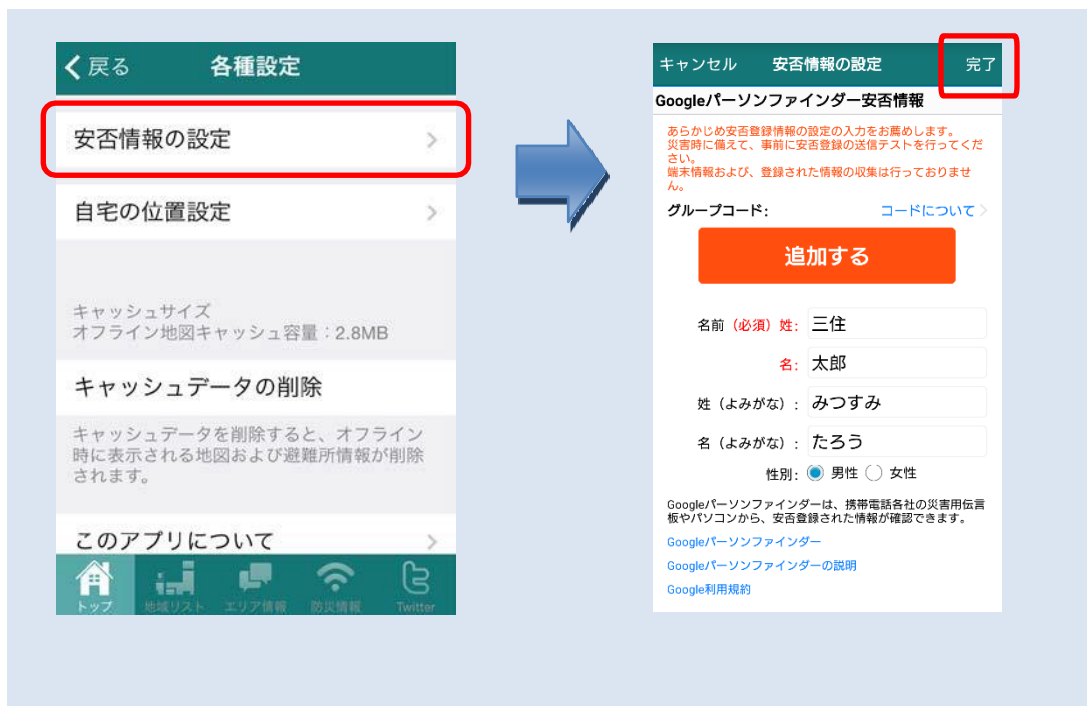 戻る 各種設定
安否情報の設定
自宅の位置設定
キャッシュサイズ
オフライン地図キャッシュ容量：2.8MB
キャッシュデータの削除
キャッシュデータを削除すると、オフライン
時に表示される地図および避難所情報が削除
されます。
このアプリについて
トップ 地域リスト エリア情報 防災情報 Twitter
キャンセル 安否情報の設定 完了
Googleパーソンファインダー安否情報
あらかじめ安否登録情報の設定の入力をお薦めします。
災害時に備えて、事前に安否登録の送信テストを行ってくだ
さい。
端末情報および、登録された情報の収集は行っておりませ
ん。
グループコード： コードについて
追加する
名前（必須）姓： 三住
名： 太郎
姓（よみがな）： みつすみ
名（よみがな）： たろう
性別： 男性 女性
Googleパーソンファインダーは、携帯電話各社の災害用伝言
板やパソコンから、安否登録された情報が確認できます。
Googleパーソンファインダー
Googleパーソンファインダーの説明
Google利用規約